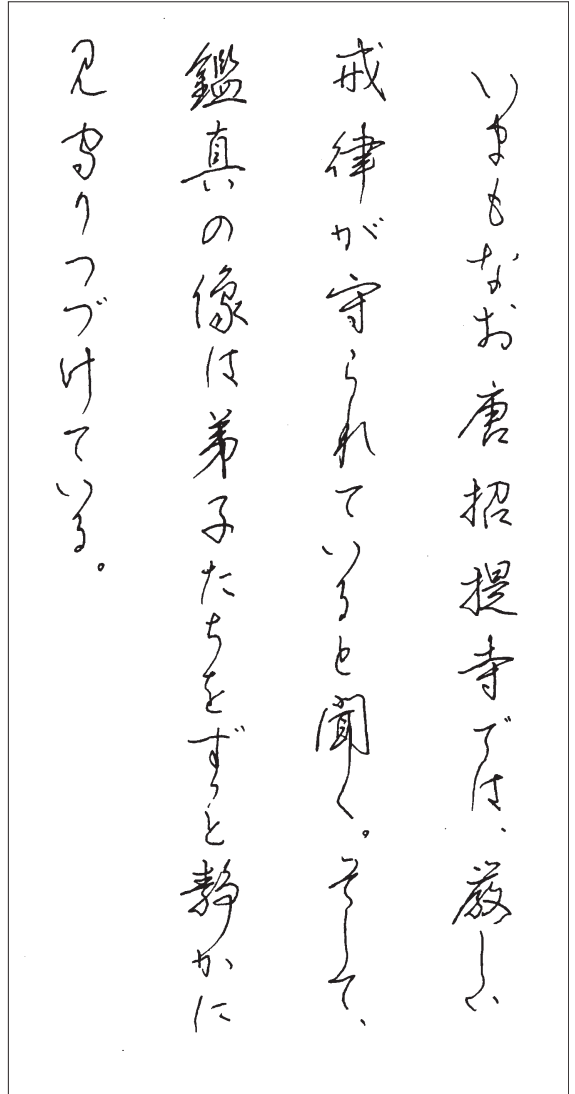 いまもなお唐招提寺では、厳しい
戒律が守られていると聞く。そして、
鑑真の像は弟子たちをずっと静かに
見守りつづけている。